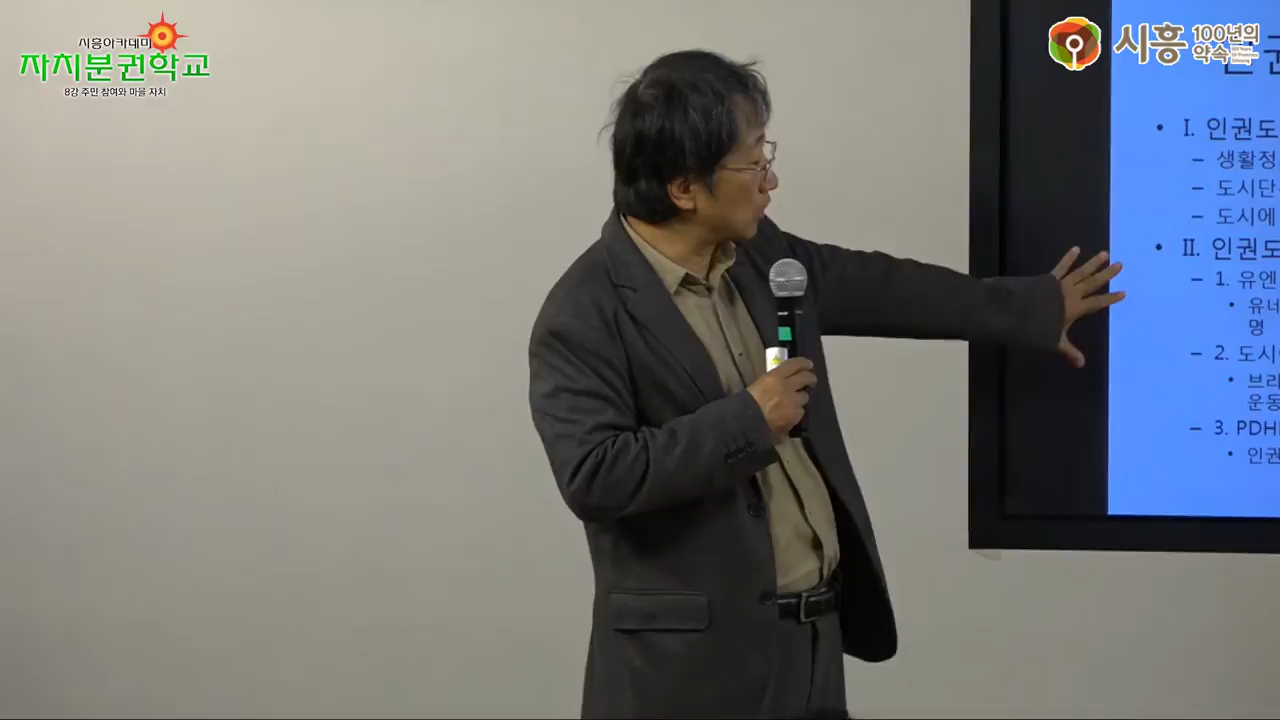 시흥아카데미
자치분권학교
8강 주민 참여와 마을 자치
시흥 100년의
약속
I. 인권도
– 생활정
– 도시단
– 도시에
II. 인권도
– 1. 유엔
• 유네
명
– 2. 도시
• 브라
운동
– 3. PDH
• 인권